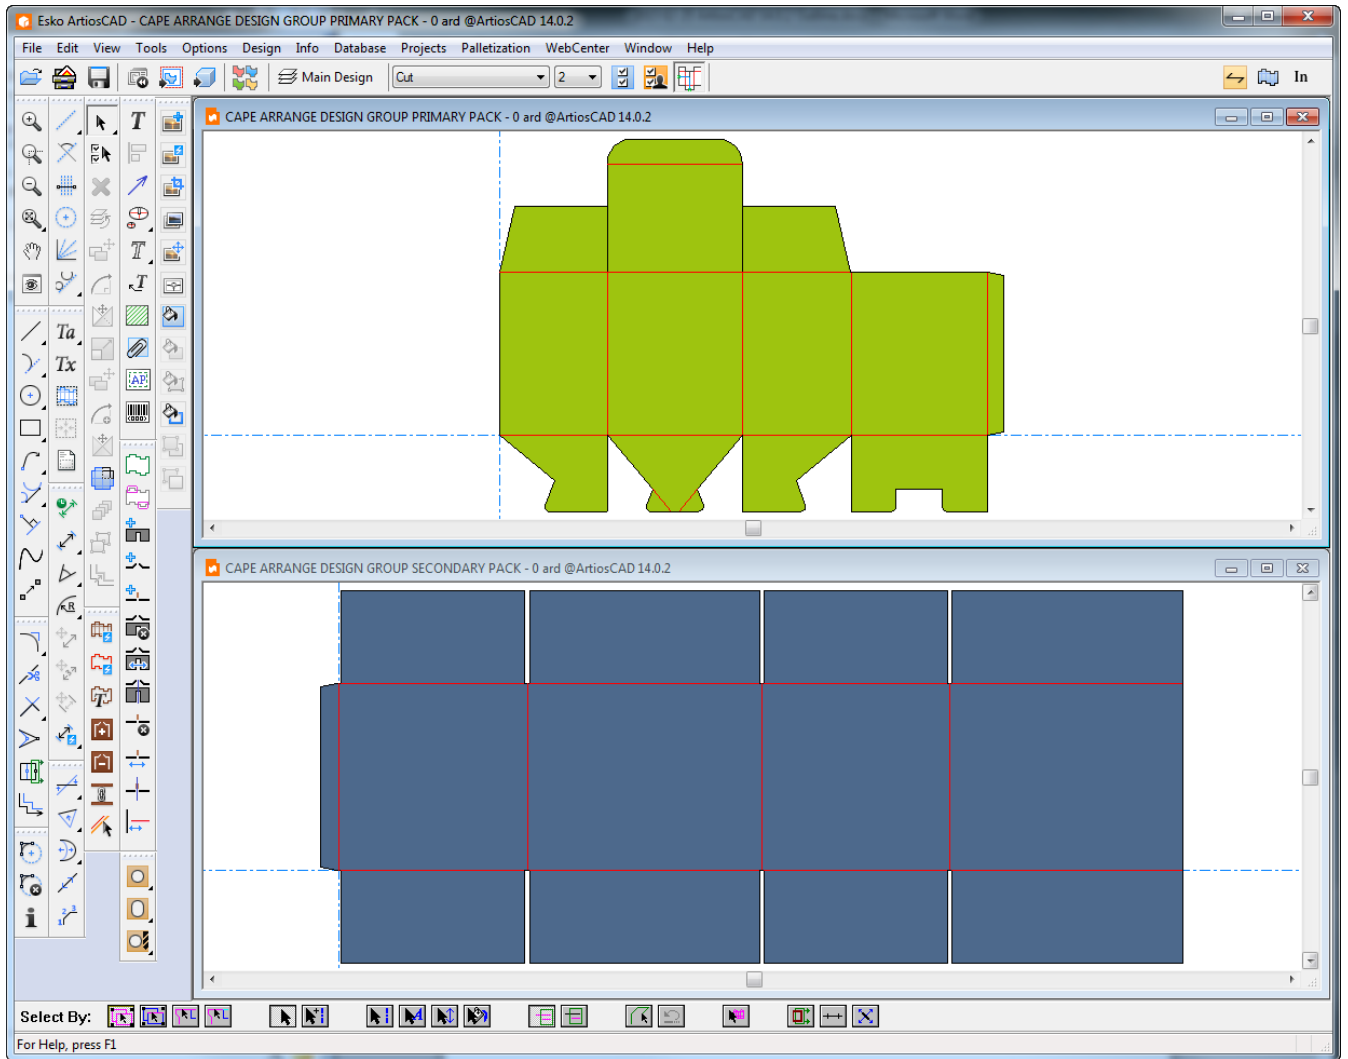 Esko ArtiosCAD - CAPE ARRANGE DESIGN GROUP PRIMARY PACK - 0 ard @ArtiosCAD 14.0.2
File Edit View Tools Options Design Info Database Projects Palletization WebCenter Window Help
Main Design Cut 2 In
CAPE ARRANGE DESIGN GROUP PRIMARY PACK - 0 ard @ArtiosCAD 14.0.2
CAPE ARRANGE DESIGN GROUP SECONDARY PACK - 0 ard @ArtiosCAD 14.0.2
Select By:
For Help, press F1